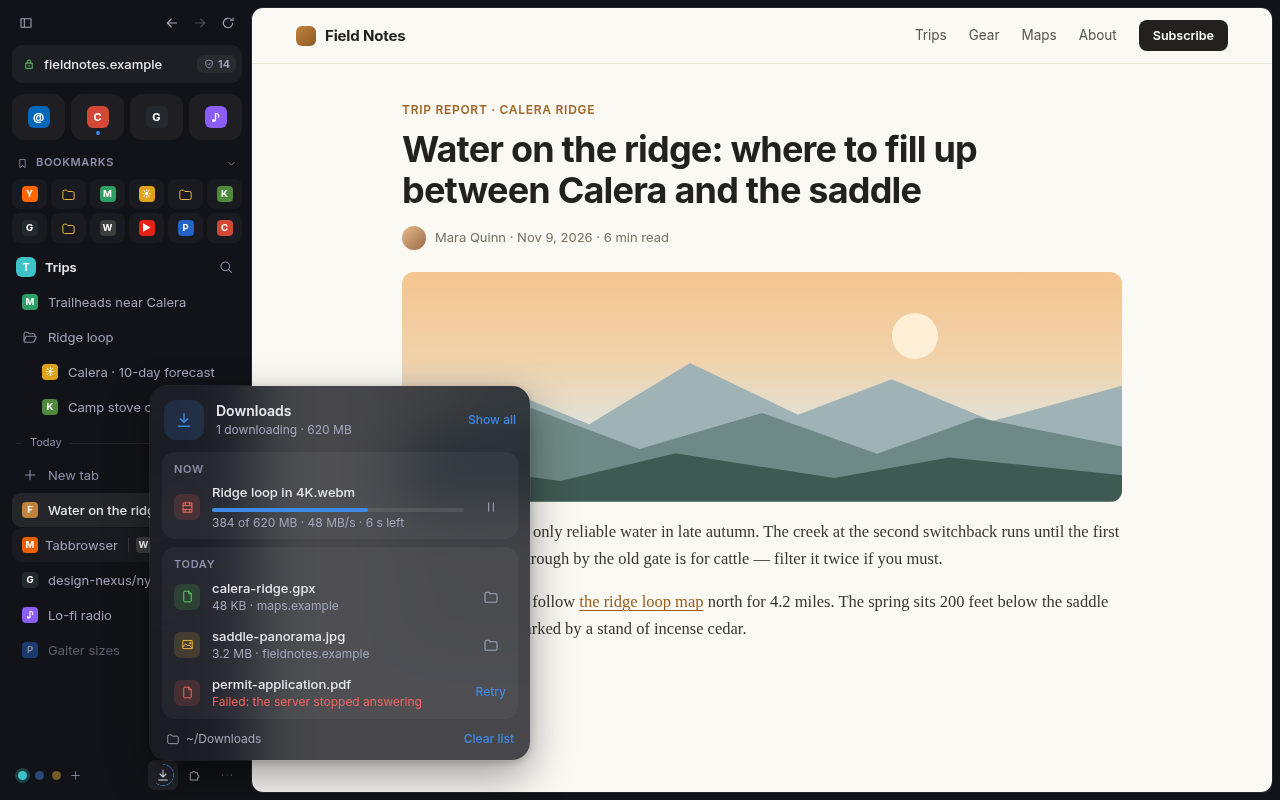 fieldnotes.example
14
@
C
G
BOOKMARKS
Y
M
K
G
W
P
C
T Trips
M Trailheads near Calera
Ridge loop
Calera · 10-day forecast
K Camp stove
Today
New tab
F Water on the ridg
M Tabbrowser W
G design-nexus/ny
Lo-fi radio
P Gaiter sizes
Field Notes
Trips
Gear
Maps
About
Subscribe
TRIP REPORT · CALERA RIDGE
Water on the ridge: where to fill up
between Calera and the saddle
Mara Quinn · Nov 9, 2026 · 6 min read
only reliable water in late autumn. The creek at the second switchback runs until the first
rough by the old gate is for cattle — filter it twice if you must.
follow the ridge loop map north for 4.2 miles. The spring sits 200 feet below the saddle
rked by a stand of incense cedar.
Downloads
1 downloading · 620 MB
Show all
NOW
Ridge loop in 4K.webm
384 of 620 MB · 48 MB/s · 6 s left
TODAY
calera-ridge.gpx
48 KB · maps.example
saddle-panorama.jpg
3.2 MB · fieldnotes.example
permit-application.pdf
Failed: the server stopped answering
Retry
~/Downloads
Clear list